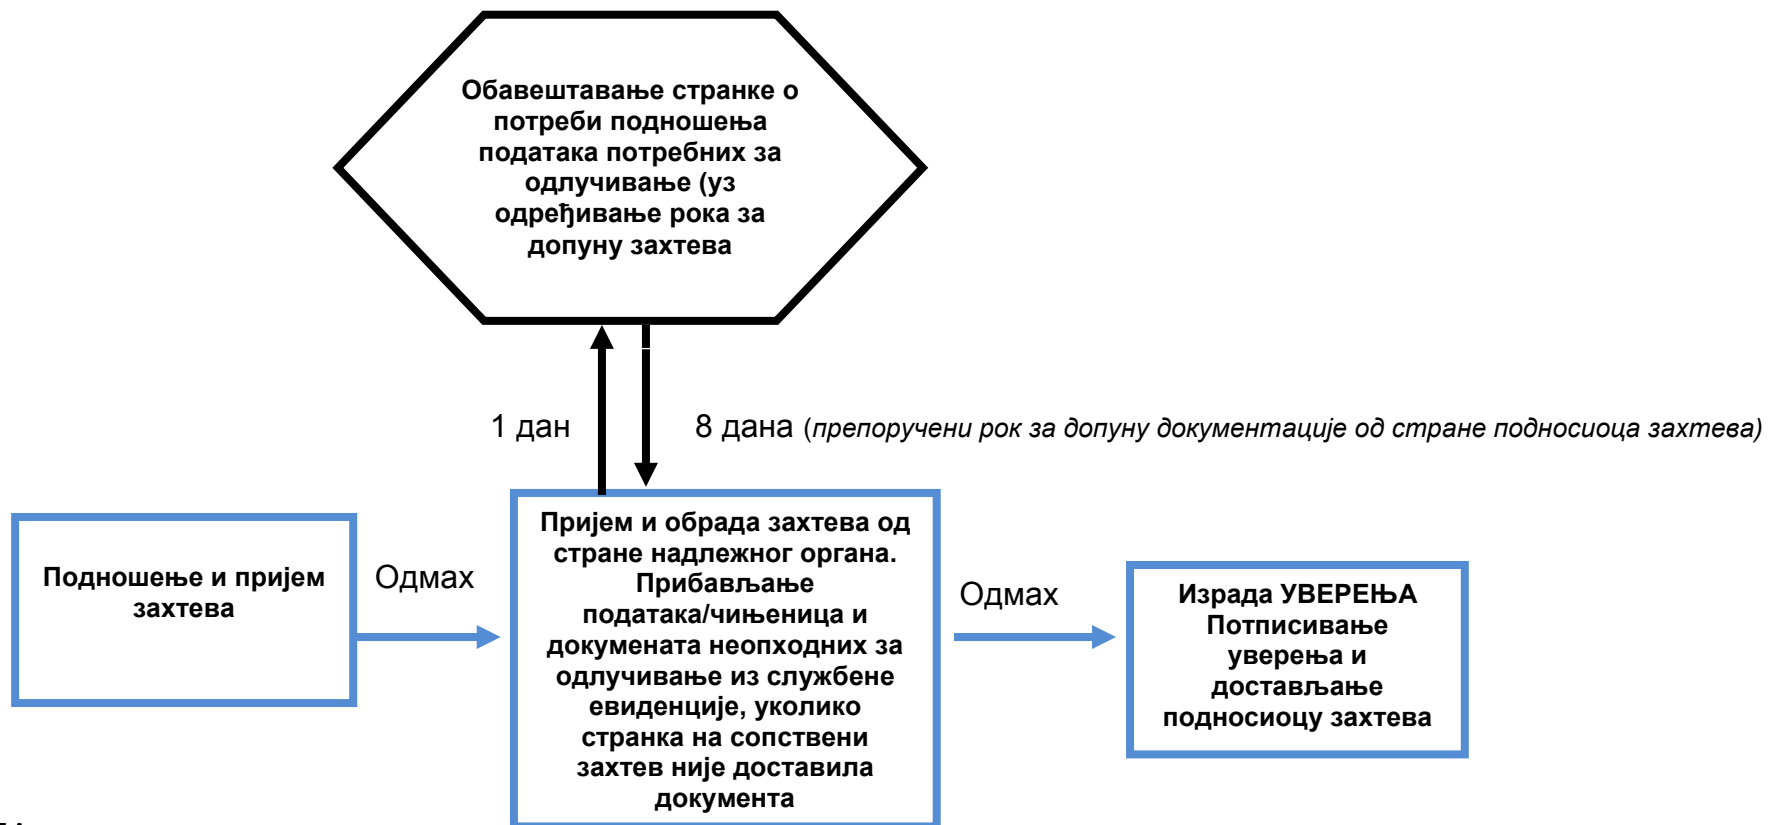 Обавештавање странке о
потреби подношења
података потребних за
одлучивање (уз
одређивање рока за
допуну захтева
1 дан
8 дана (препоручени рок за допуну документације од стране подносиоца захтева)
Подношење и пријем
захтева
Одмах
Пријем и обрада захтева од
стране надлежног органа.
Прибављање
података/чињеница и
докумената неопходних за
одлучивање из службене
евиденције, уколико
странка на сопствени
захтев није доставила
документа
Одмах
Израда УВЕРЕЊА
Потписивање
уверења и
достављање
подносиоцу захтева